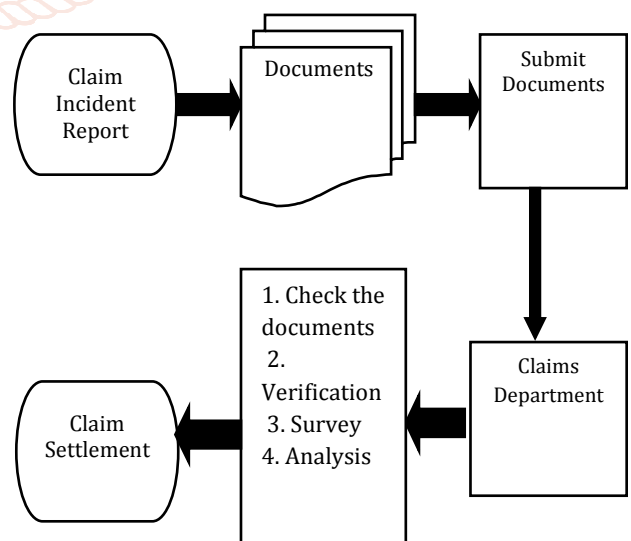 Claim
Incident
Report
Documents
Submit
Documents
Claims
Department
1. Check the
documents
2.
Verification
3. Survey
4. Analysis
Claim
Settlement